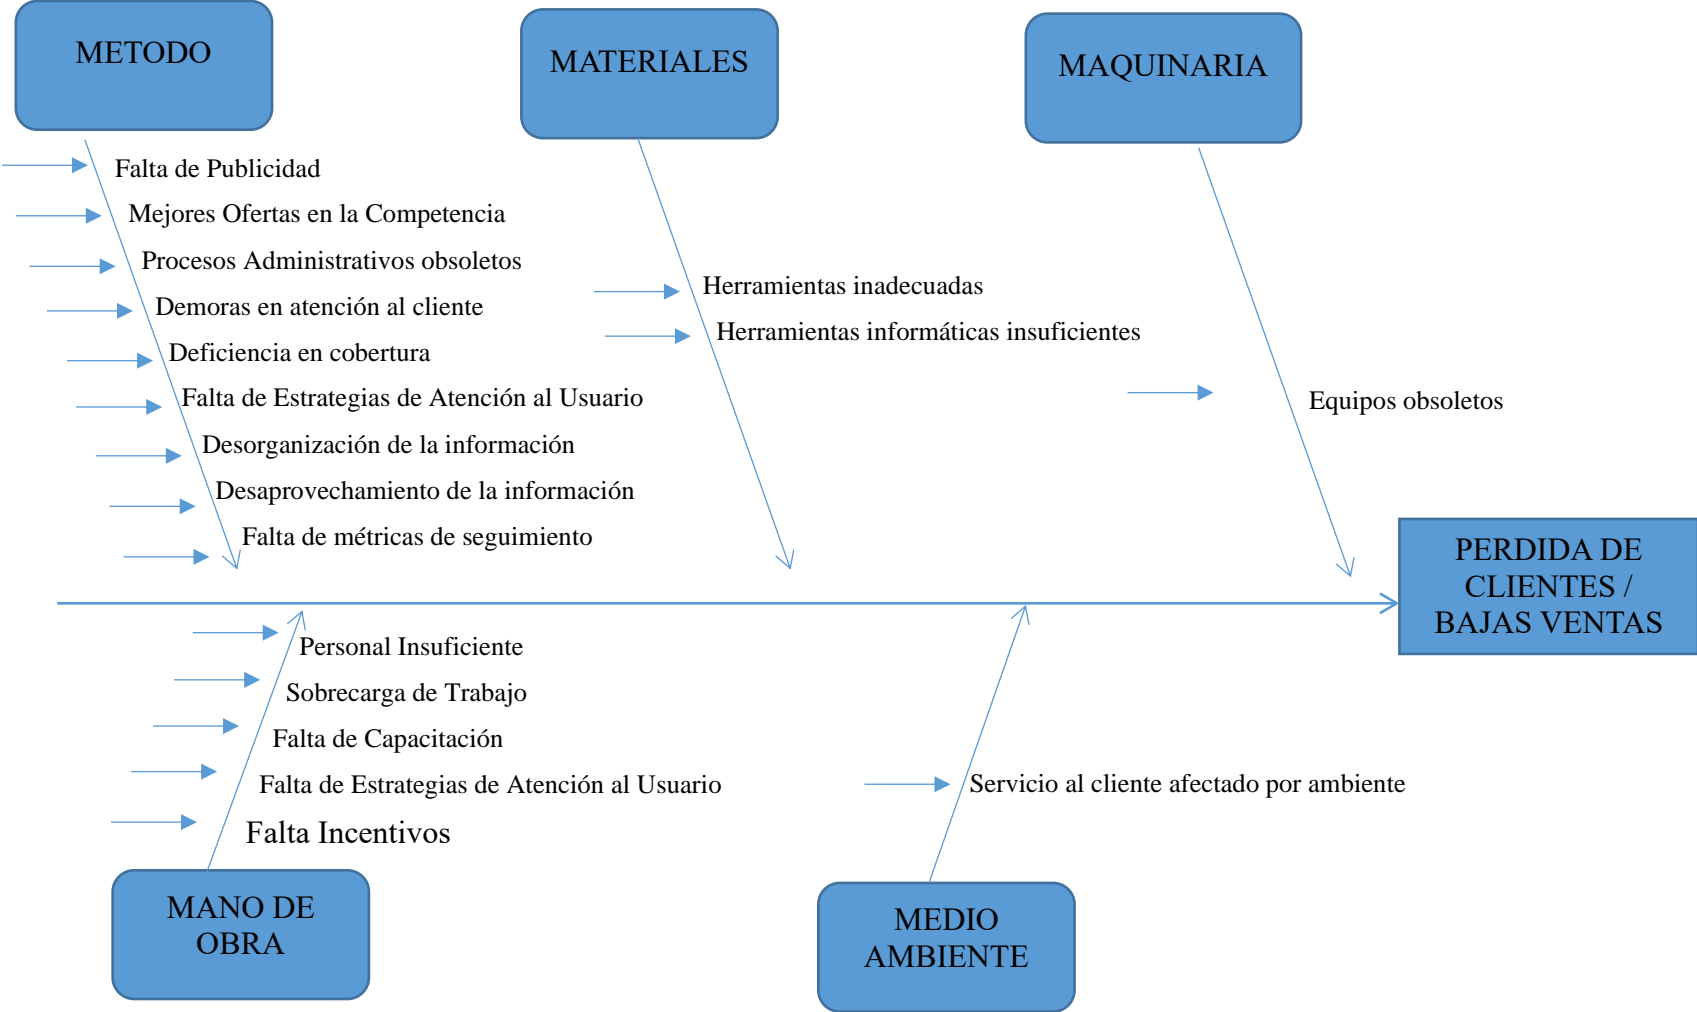 METODO
MATERIALES
MAQUINARIA
Falta de Publicidad
Mejores Ofertas en la Competencia
Procesos Administrativos obsoletos
Demoras en atención al cliente
Deficiencia en cobertura
Falta de Estrategias de Atención al Usuario
Desorganización de la información
Desaprovechamiento de la información
Falta de métricas de seguimiento
Herramientas inadecuadas
Herramientas informáticas insuficientes
Equipos obsoletos
PERDIDA DE
CLIENTES /
BAJAS VENTAS
Personal Insuficiente
Sobrecarga de Trabajo
Falta de Capacitación
Falta de Estrategias de Atención al Usuario
Falta Incentivos
Servicio al cliente afectado por ambiente
MANO DE
OBRA
MEDIO
AMBIENTE